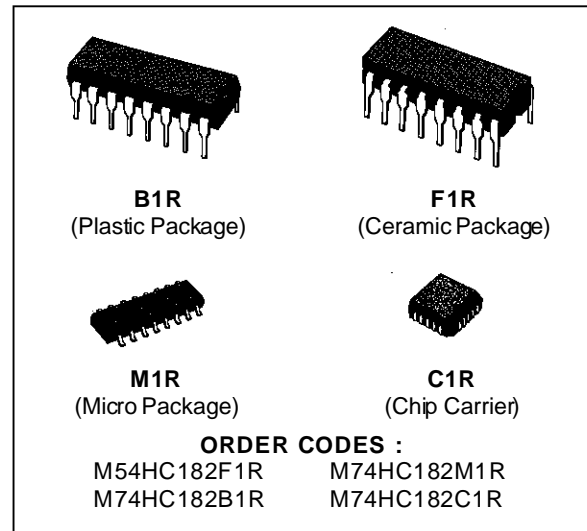 B1R
(Plastic Package)
F1R
(Ceramic Package)
M1R
(Micro Package)
C1R
(Chip Carrier)
ORDER CODES :
M54HC182F1R M74HC182M1R
M74HC182B1R M74HC182C1R